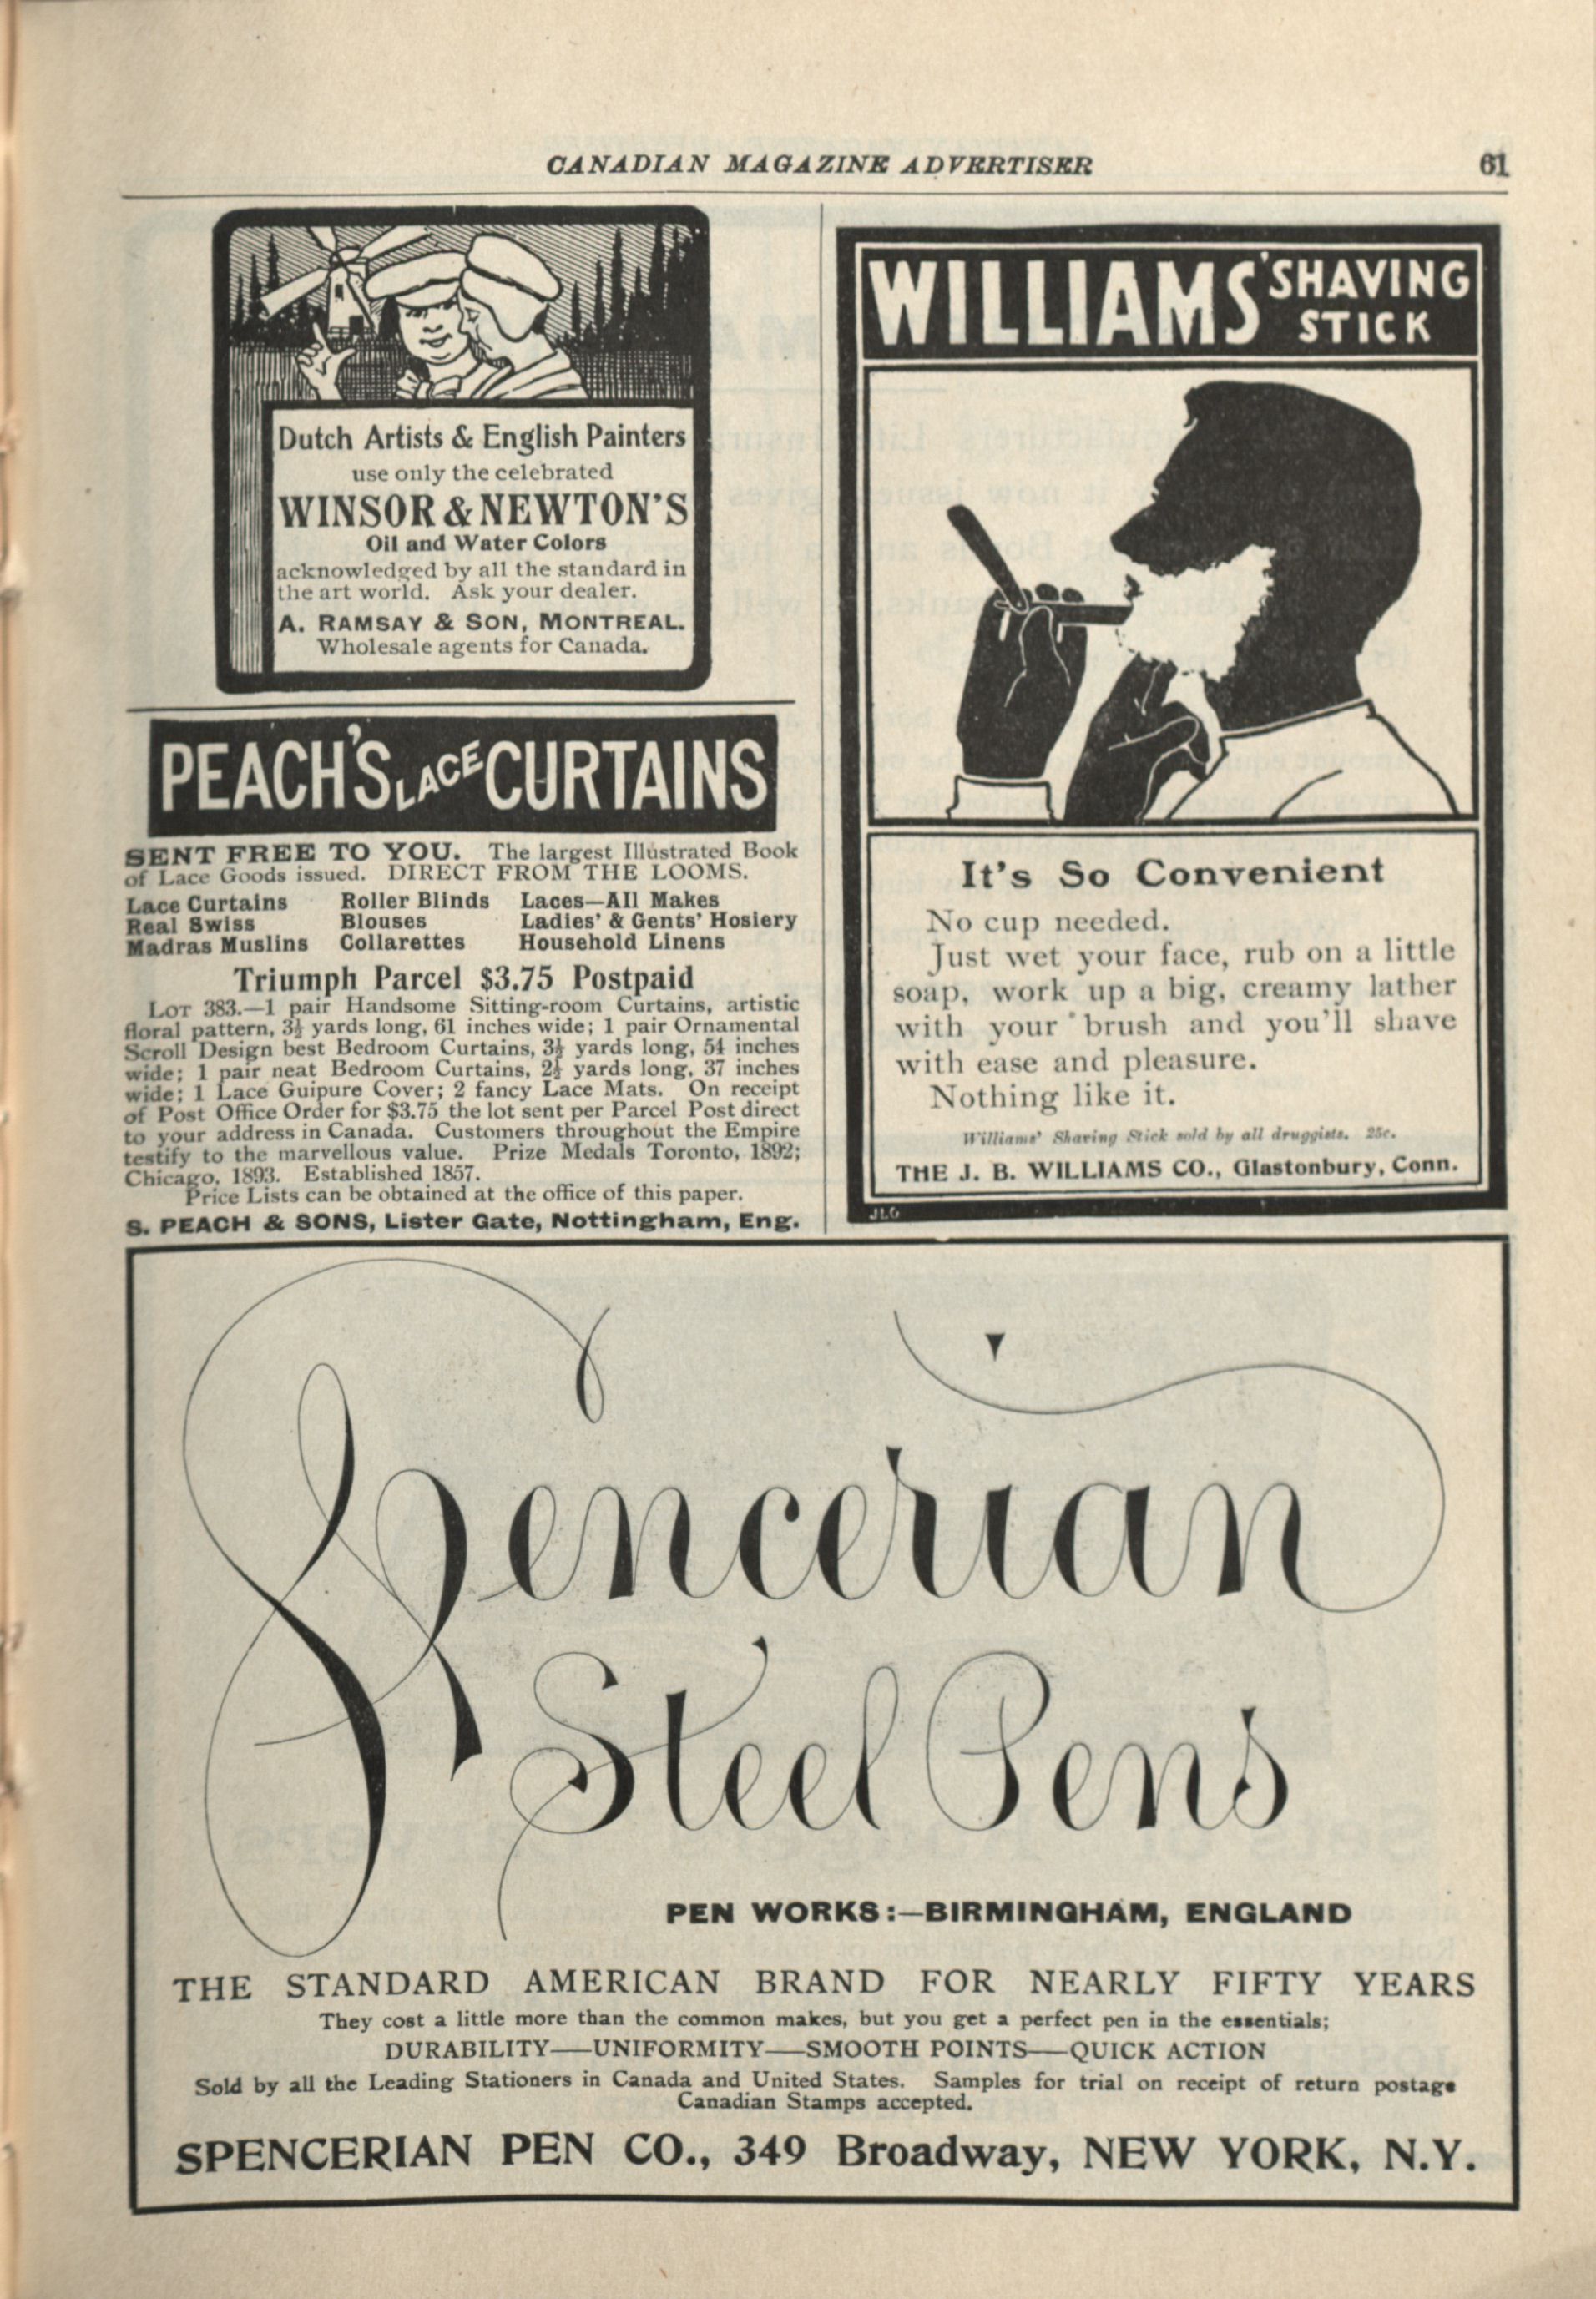 CANADIAN MAGAZINE ADVERTISER 61
Dutch Artists & English Painters
use only the celebrated
WINSOR & NEWTON'S
Oil and Water Colors
acknowledged by all the standard in
the art world. Ask your dealer.
A. RAMSAY & SON, MONTREAL.
Wholesale agents for Canada.
PEACH'S LACE CURTAINS
SENT FREE TO YOU. The largest Illustrated Book
of Lace Goods issued. DIRECT FROM THE LOOMS.
Lace Curtains Roller Blinds Laces—All Makes
Real Swiss Blouses Ladies' & Gents' Hosiery
Madras Muslins Collarettes Household Linens
Triumph Parcel $3.75 Postpaid
LOT 383.—1 pair Handsome Sitting-room Curtains, artistic
floral pattern, 3½ yards long, 61 inches wide; 1 pair Ornamental
Scroll Design best Bedroom Curtains, 3½ yards long, 54 inches
wide; 1 pair neat Bedroom Curtains, 2½ yards long, 37 inches
wide; 1 Lace Guipure Cover; 2 fancy Lace Mats. On receipt
of Post Office Order for $3.75 the lot sent per Parcel Post direct
to your address in Canada. Customers throughout the Empire
testify to the marvellous value. Prize Medals Toronto, 1892;
Chicago, 1893. Established 1857.
Price Lists can be obtained at the office of this paper.
S. PEACH & SONS, Lister Gate, Nottingham, Eng.
WILLIAMS' SHAVING
STICK
It's So Convenient
No cup needed.
Just wet your face, rub on a little
soap, work up a big, creamy lather
with your brush and you'll shave
with ease and pleasure.
Nothing like it.
Williams' Shaving Stick sold by all druggists. 25c.
THE J. B. WILLIAMS CO., Glastonbury, Conn.
JLG
Spencerian
Steel Pens
PEN WORKS:—BIRMINGHAM, ENGLAND
THE STANDARD AMERICAN BRAND FOR NEARLY FIFTY YEARS
They cost a little more than the common makes, but you get a perfect pen in the essentials;
DURABILITY—UNIFORMITY—SMOOTH POINTS—QUICK ACTION
Sold by all the Leading Stationers in Canada and United States. Samples for trial on receipt of return postage
Canadian Stamps accepted.
SPENCERIAN PEN CO., 349 Broadway, NEW YORK, N.Y.